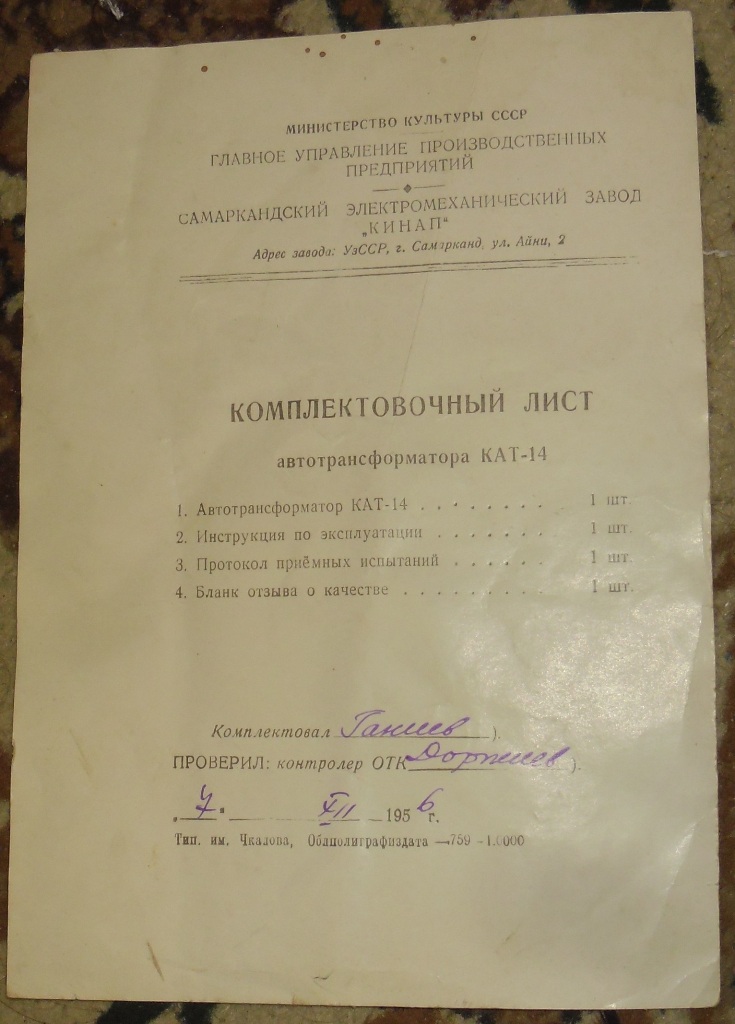 МИНИСТЕРСТВО КУЛЬТУРЫ СССР
ГЛАВНОЕ УПРАВЛЕНИЕ ПРОИЗВОДСТВЕННЫХ
ПРЕДПРИЯТИЙ
САМАРКАНДСКИЙ ЭЛЕКТРОМЕХАНИЧЕСКИЙ ЗАВОД
„КИНАП"
Адрес завода: УзССР, г. Самарканд, ул. Айни, 2
КОМПЛЕКТОВОЧНЫЙ ЛИСТ
автотрансформатора КАТ-14
1. Автотрансформатор КАТ-14 . . . . . . . . 1 шт.
2. Инструкция по эксплуатации . . . . . . . 1 шт.
3. Протокол приёмных испытаний . . . . . . 1 шт.
4. Бланк отзыва о качестве . . . . . . . . . 1 шт.
Комплектовал Ганиев ).
ПРОВЕРИЛ: контролер ОТК ).
„7" XII 1956 г.
Тип. им. Чкалова, Облполиграфиздата —759 -1.0000